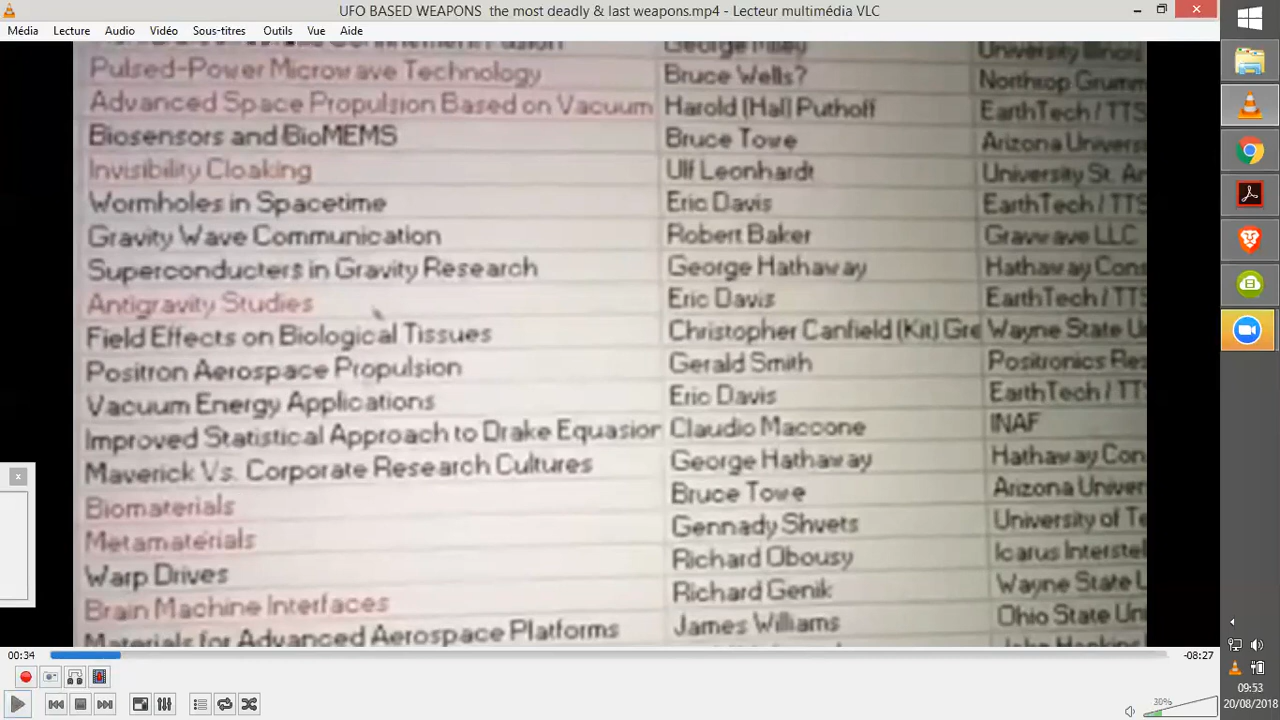 UFO BASED WEAPONS the most deadly & last weapons.mp4 - Lecteur multimédia VLC
Média Lecture Audio Vidéo Sous-titres Outils Vue Aide
George Miley University Illinoi
Pulsed-Power Microwave Technology Bruce Wells? Northrop Grumm
Advanced Space Propulsion Based on Vacuum Harold (Hal) Puthoff EarthTech / TTS
Biosensors and BioMEMS Bruce Towe Arizona Univers
Invisibility Cloaking Ulf Leonhardt University St. An
Wormholes in Spacetime Eric Davis EarthTech / TTS
Gravity Wave Communication Robert Baker Gravwave LLC
Superconducters in Gravity Research George Hathaway Hathaway Cons
Antigravity Studies Eric Davis EarthTech / TTS
Field Effects on Biological Tissues Christopher Canfield (Kit) Gre Wayne State Un
Positron Aerospace Propulsion Gerald Smith Positronics Res
Vacuum Energy Applications Eric Davis EarthTech / TTS
Improved Statistical Approach to Drake Equasion Claudio Maccone INAF
Maverick Vs. Corporate Research Cultures George Hathaway Hathaway Con
Biomaterials Bruce Towe Arizona Univer
Metamaterials Gennady Shvets University of Te
Warp Drives Richard Obousy Icarus Interstel
Brain Machine Interfaces Richard Genik Wayne State U
Materials for Advanced Aerospace Platforms James Williams Ohio State Uni
00:34 -08:27
30%
09:53
20/08/2018